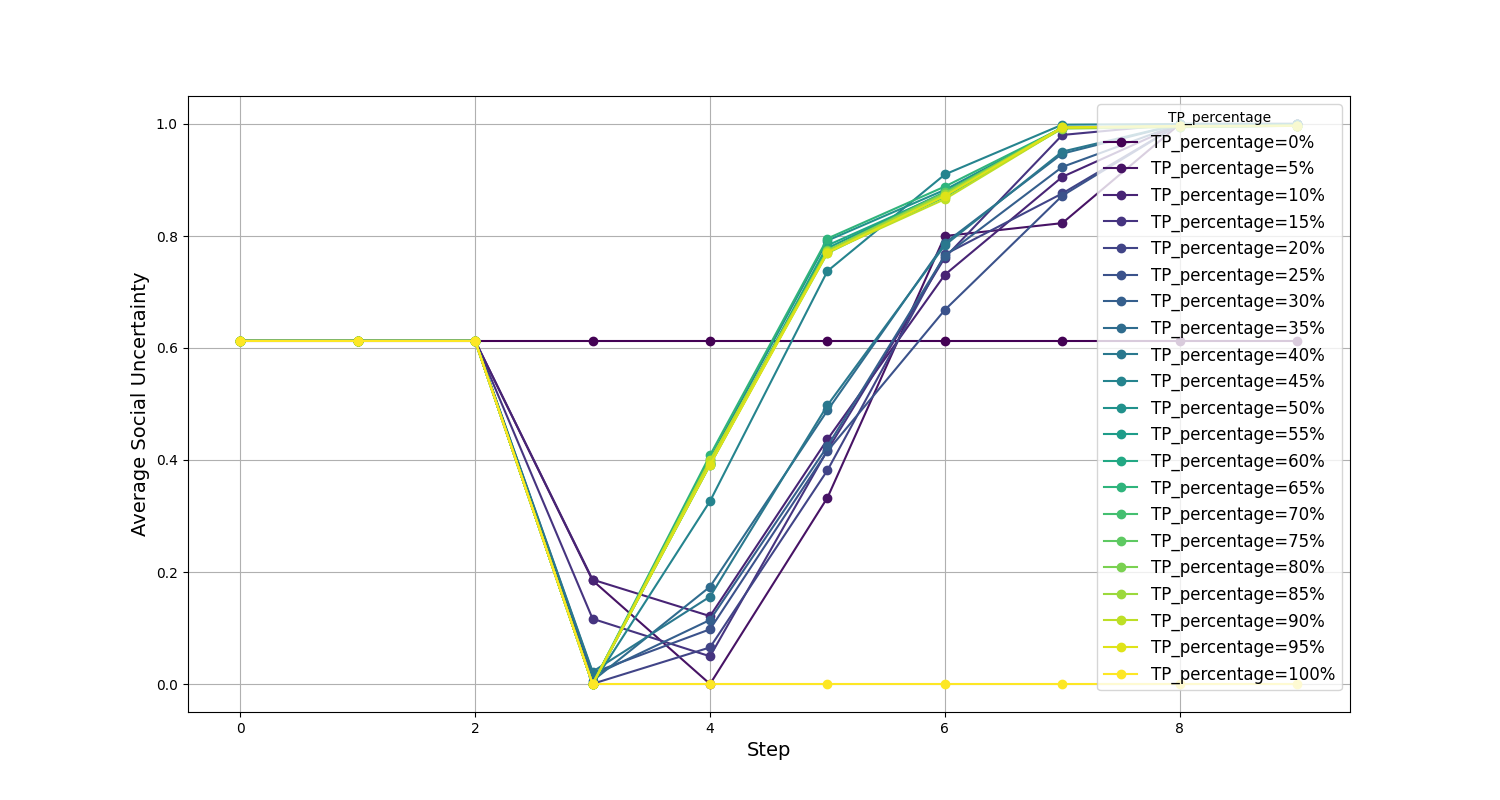 1.0
0.8
0.6
0.4
0.2
0.0
Average Social Uncertainty
0
2
4
6
8
Step
TP_percentage
TP_percentage=0%
TP_percentage=5%
TP_percentage=10%
TP_percentage=15%
TP_percentage=20%
TP_percentage=25%
TP_percentage=30%
TP_percentage=35%
TP_percentage=40%
TP_percentage=45%
TP_percentage=50%
TP_percentage=55%
TP_percentage=60%
TP_percentage=65%
TP_percentage=70%
TP_percentage=75%
TP_percentage=80%
TP_percentage=85%
TP_percentage=90%
TP_percentage=95%
TP_percentage=100%